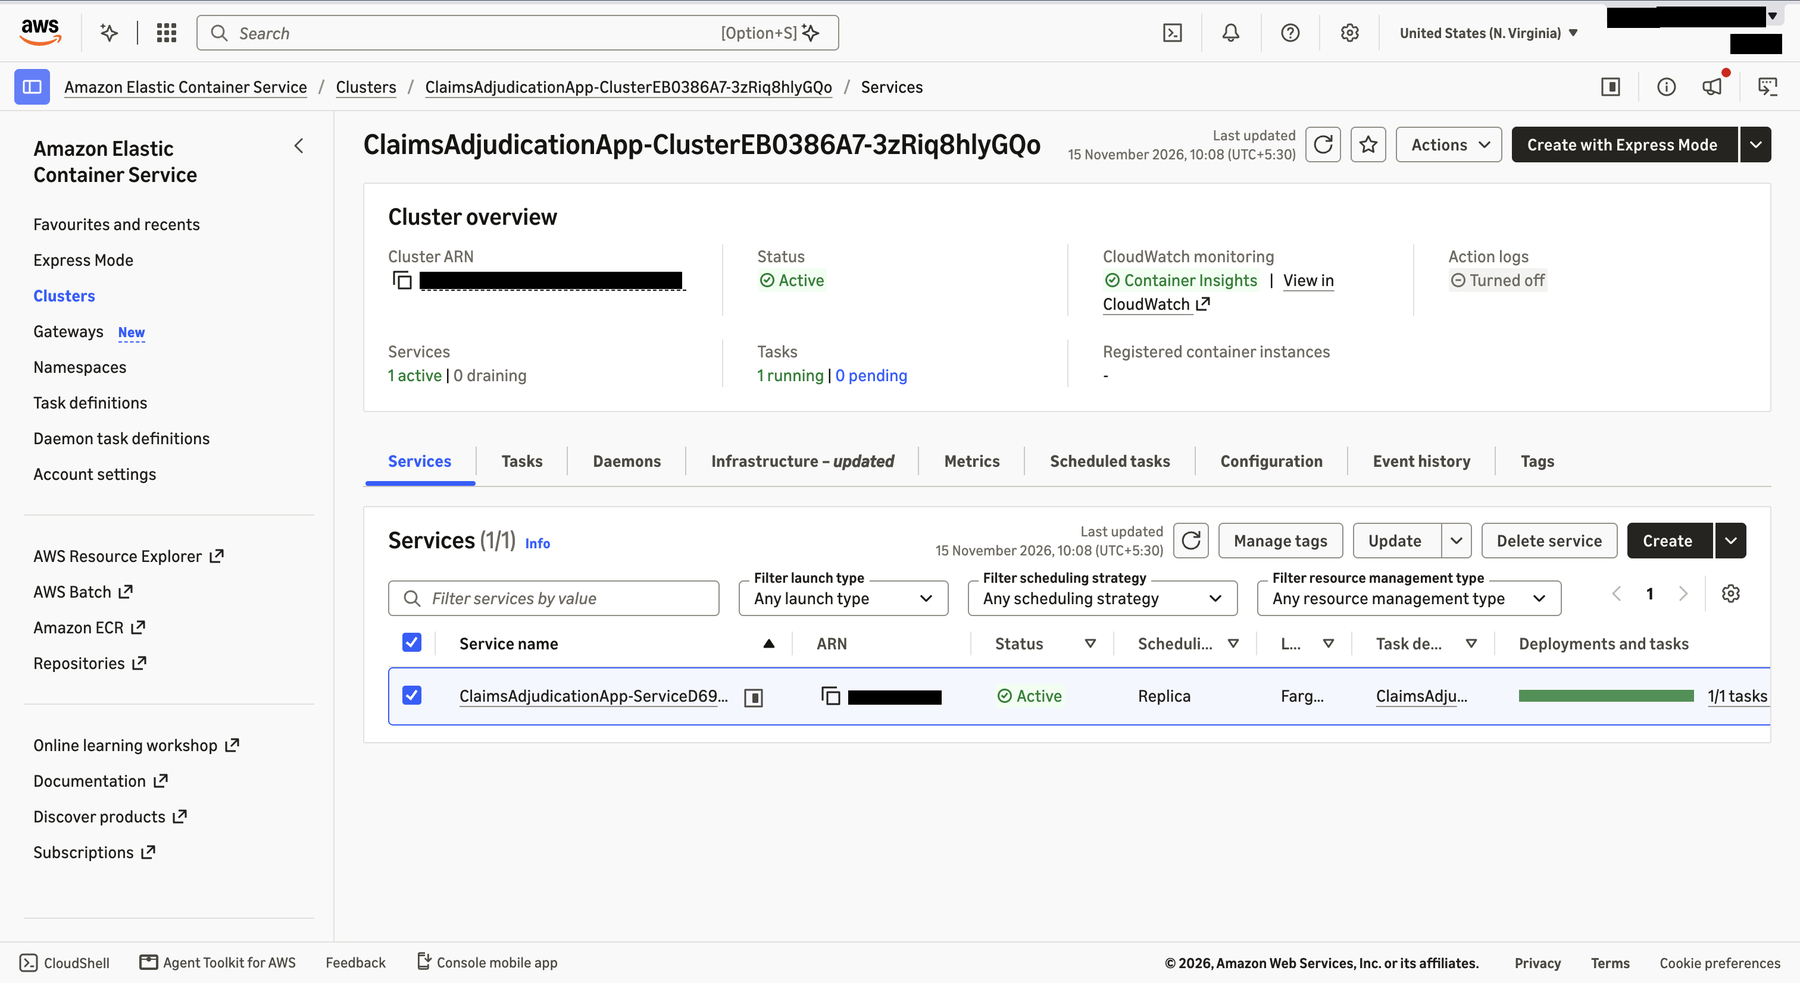 aws
Search
[Option+S]
United States (N. Virginia)
Amazon Elastic Container Service / Clusters / ClaimsAdjudicationApp-ClusterEB0386A7-3zRiq8hlyGQo / Services
Amazon Elastic
Container Service
Favourites and recents
Express Mode
Clusters
Gateways New
Namespaces
Task definitions
Daemon task definitions
Account settings
AWS Resource Explorer
AWS Batch
Amazon ECR
Repositories
Online learning workshop
Documentation
Discover products
Subscriptions
ClaimsAdjudicationApp-ClusterEB0386A7-3zRiq8hlyGQo
Last updated
15 November 2026, 10:08 (UTC+5:30)
Actions
Create with Express Mode
Cluster overview
Cluster ARN
Status
Active
CloudWatch monitoring
Container Insights | View in
CloudWatch
Action logs
Turned off
Services
1 active | 0 draining
Tasks
1 running | 0 pending
Registered container instances
-
Services
Tasks
Daemons
Infrastructure – updated
Metrics
Scheduled tasks
Configuration
Event history
Tags
Services (1/1) Info
Last updated
15 November 2026, 10:08 (UTC+5:30)
Manage tags
Update
Delete service
Create
Filter services by value
Filter launch type
Any launch type
Filter scheduling strategy
Any scheduling strategy
Filter resource management type
Any resource management type
1
Service name
ARN
Status
Scheduli...
L...
Task de...
Deployments and tasks
ClaimsAdjudicationApp-ServiceD69...
Active
Replica
Farg...
ClaimsAdju...
1/1 tasks
CloudShell
Agent Toolkit for AWS
Feedback
Console mobile app
© 2026, Amazon Web Services, Inc. or its affiliates.
Privacy
Terms
Cookie preferences